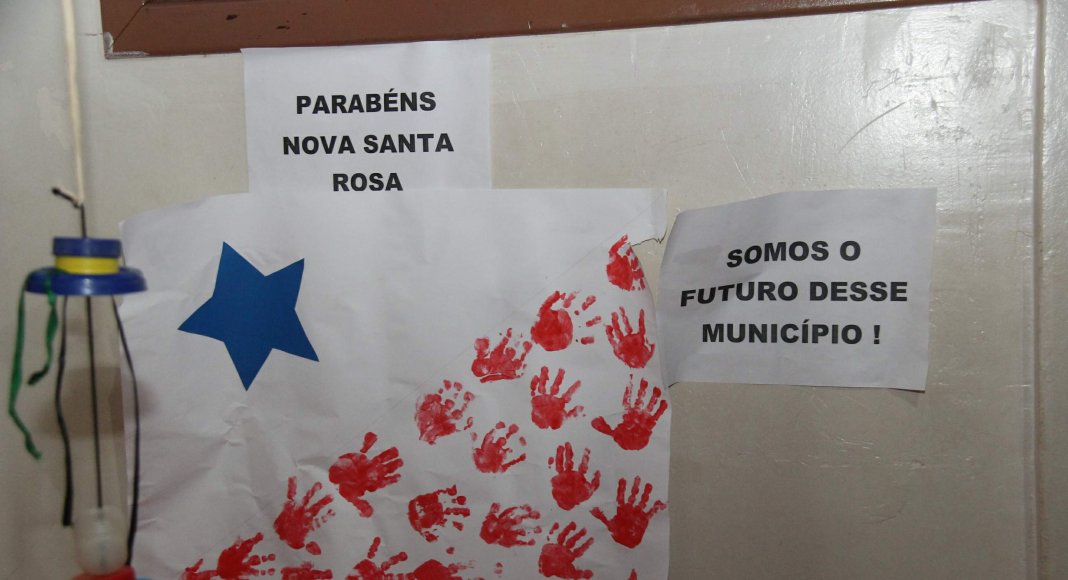 PARABÉNS
NOVA SANTA
ROSA
SOMOS O
FUTURO DESSE
MUNICÍPIO !